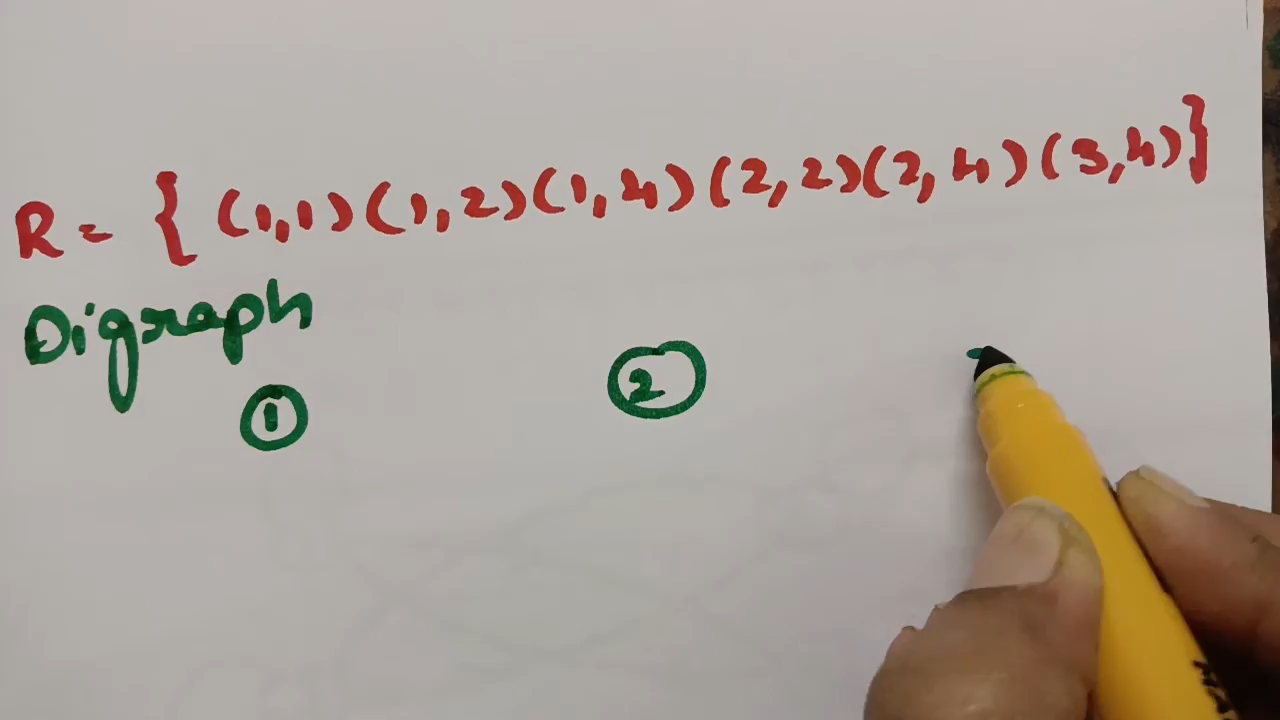 R = { (1,1) (1,2) (1,4) (2,2) (2,4) (3,4) }
Digraph
1 2